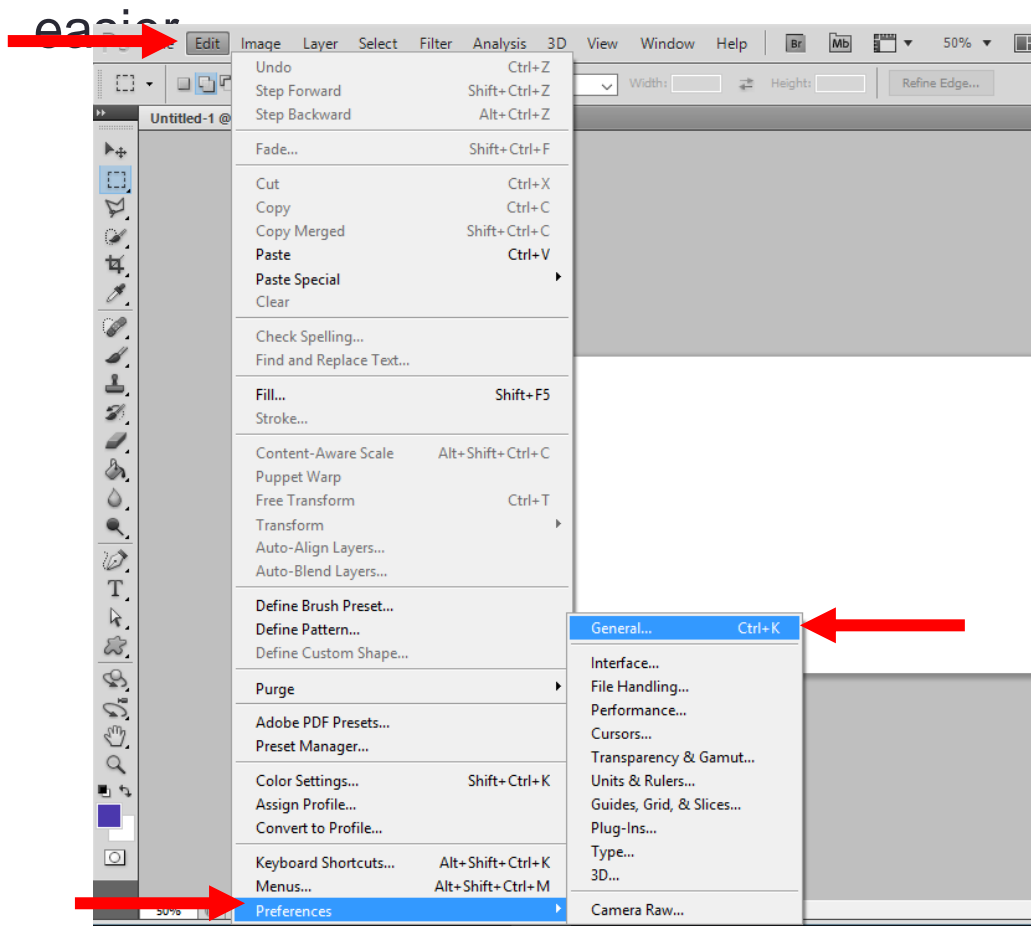 easier
Edit Image Layer Select Filter Analysis 3D View Window Help Br Mb 50%
Width: Height: Refine Edge...
Untitled-1 @
Undo Ctrl+Z
Step Forward Shift+Ctrl+Z
Step Backward Alt+Ctrl+Z
Fade... Shift+Ctrl+F
Cut Ctrl+X
Copy Ctrl+C
Copy Merged Shift+Ctrl+C
Paste Ctrl+V
Paste Special
Clear
Check Spelling...
Find and Replace Text...
Fill... Shift+F5
Stroke...
Content-Aware Scale Alt+Shift+Ctrl+C
Puppet Warp
Free Transform Ctrl+T
Transform
Auto-Align Layers...
Auto-Blend Layers...
Define Brush Preset...
Define Pattern...
Define Custom Shape...
Purge
Adobe PDF Presets...
Preset Manager...
Color Settings... Shift+Ctrl+K
Assign Profile...
Convert to Profile...
Keyboard Shortcuts... Alt+Shift+Ctrl+K
Menus... Alt+Shift+Ctrl+M
Preferences
General... Ctrl+K
Interface...
File Handling...
Performance...
Cursors...
Transparency & Gamut...
Units & Rulers...
Guides, Grid, & Slices...
Plug-Ins...
Type...
3D...
Camera Raw...
50%